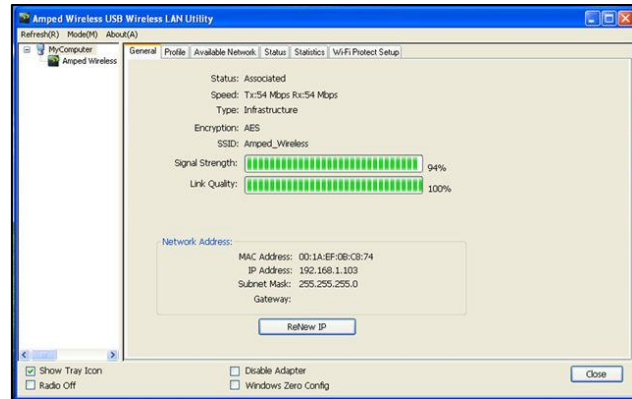 Amped Wireless USB Wireless LAN Utility
Refresh(R) Mode(M) About(A)
MyComputer
Amped Wireless
General Profile Available Network Status Statistics Wi-Fi Protect Setup
Status: Associated
Speed: Tx:54 Mbps Rx:54 Mbps
Type: Infrastructure
Encryption: AES
SSID: Amped_Wireless
Signal Strength: 94%
Link Quality: 100%
Network Address:
MAC Address: 00:1A:EF:0B:C8:74
IP Address: 192.168.1.103
Subnet Mask: 255.255.255.0
Gateway:
ReNew IP
Show Tray Icon Disable Adapter Close
Radio Off Windows Zero Config